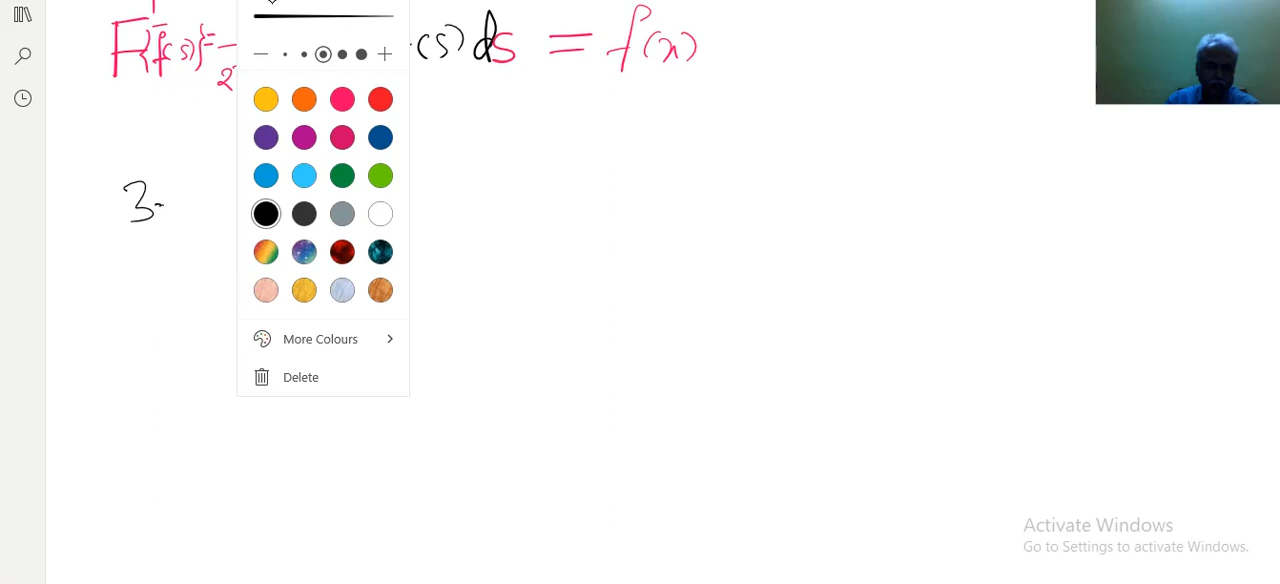 F{f(s)}= (s) ds = f(x)
3
More Colours
Delete
Activate Windows
Go to Settings to activate Windows.